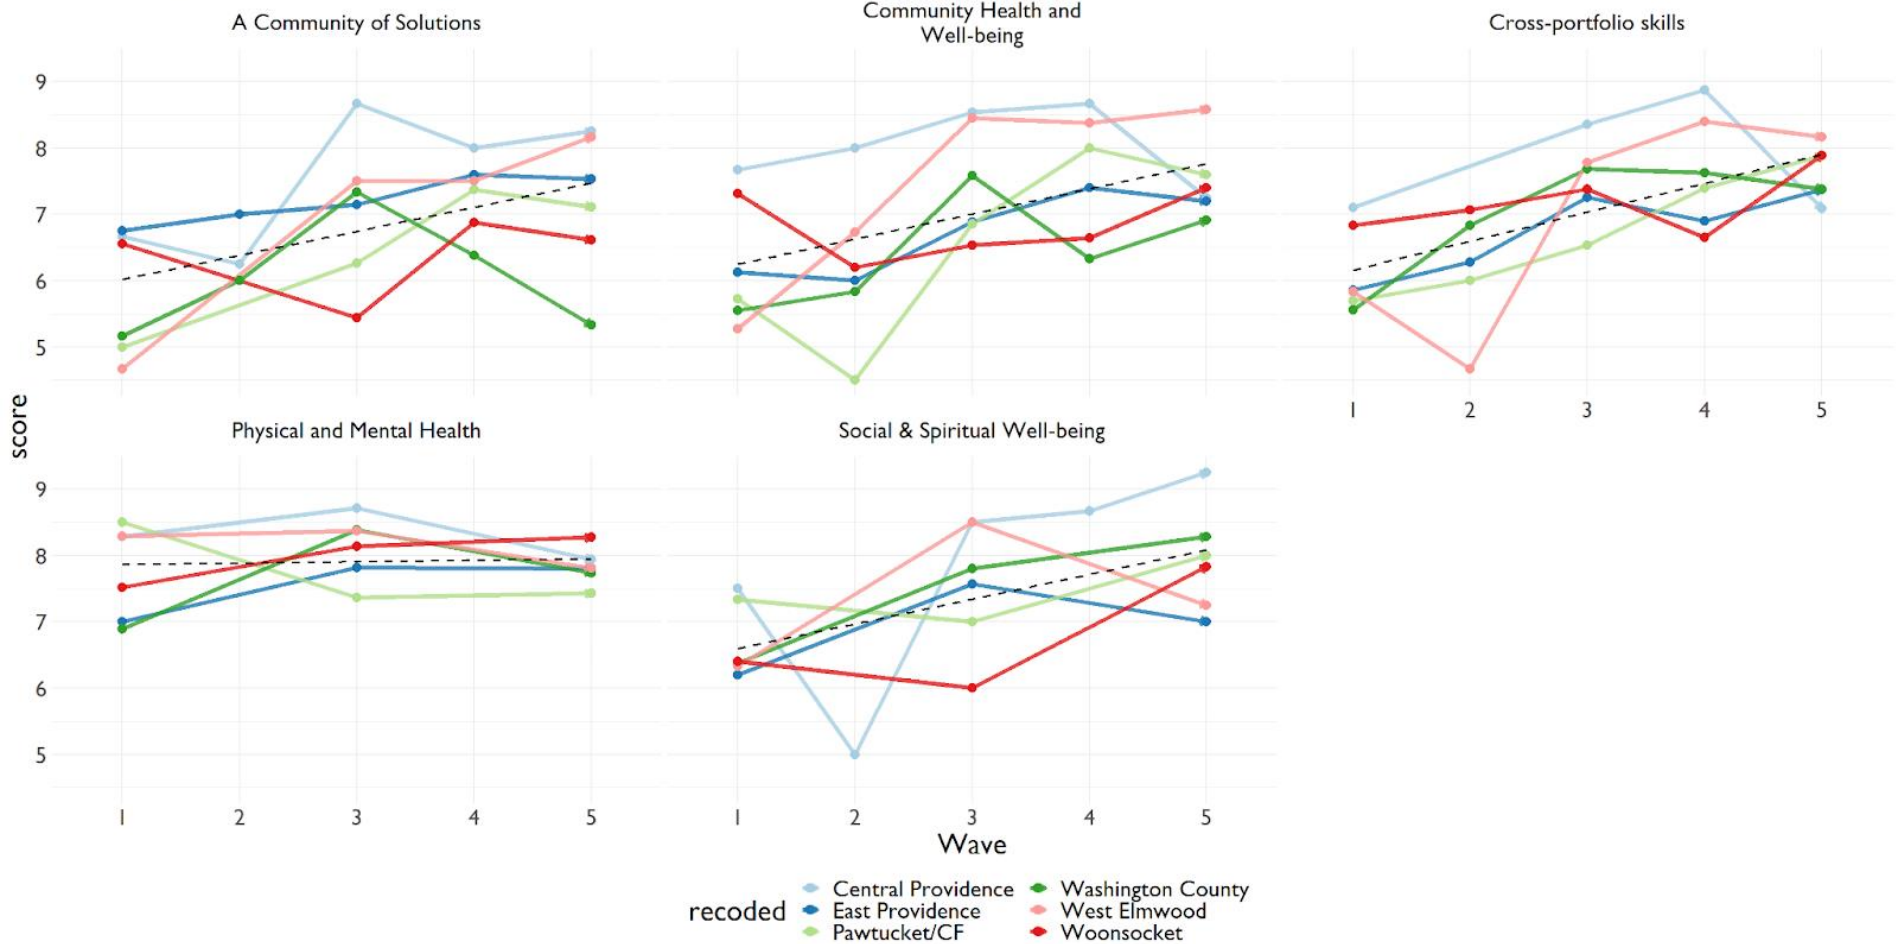 A Community of Solutions
Community Health and
Well-being
Cross-portfolio skills
9
8
7
6
5
1 2 3 4 5
score
Physical and Mental Health
Social & Spiritual Well-being
9
8
7
6
5
1 2 3 4 5
1 2 3 4 5
Wave
recoded
Central Providence
East Providence
Pawtucket/CF
Washington County
West Elmwood
Woonsocket